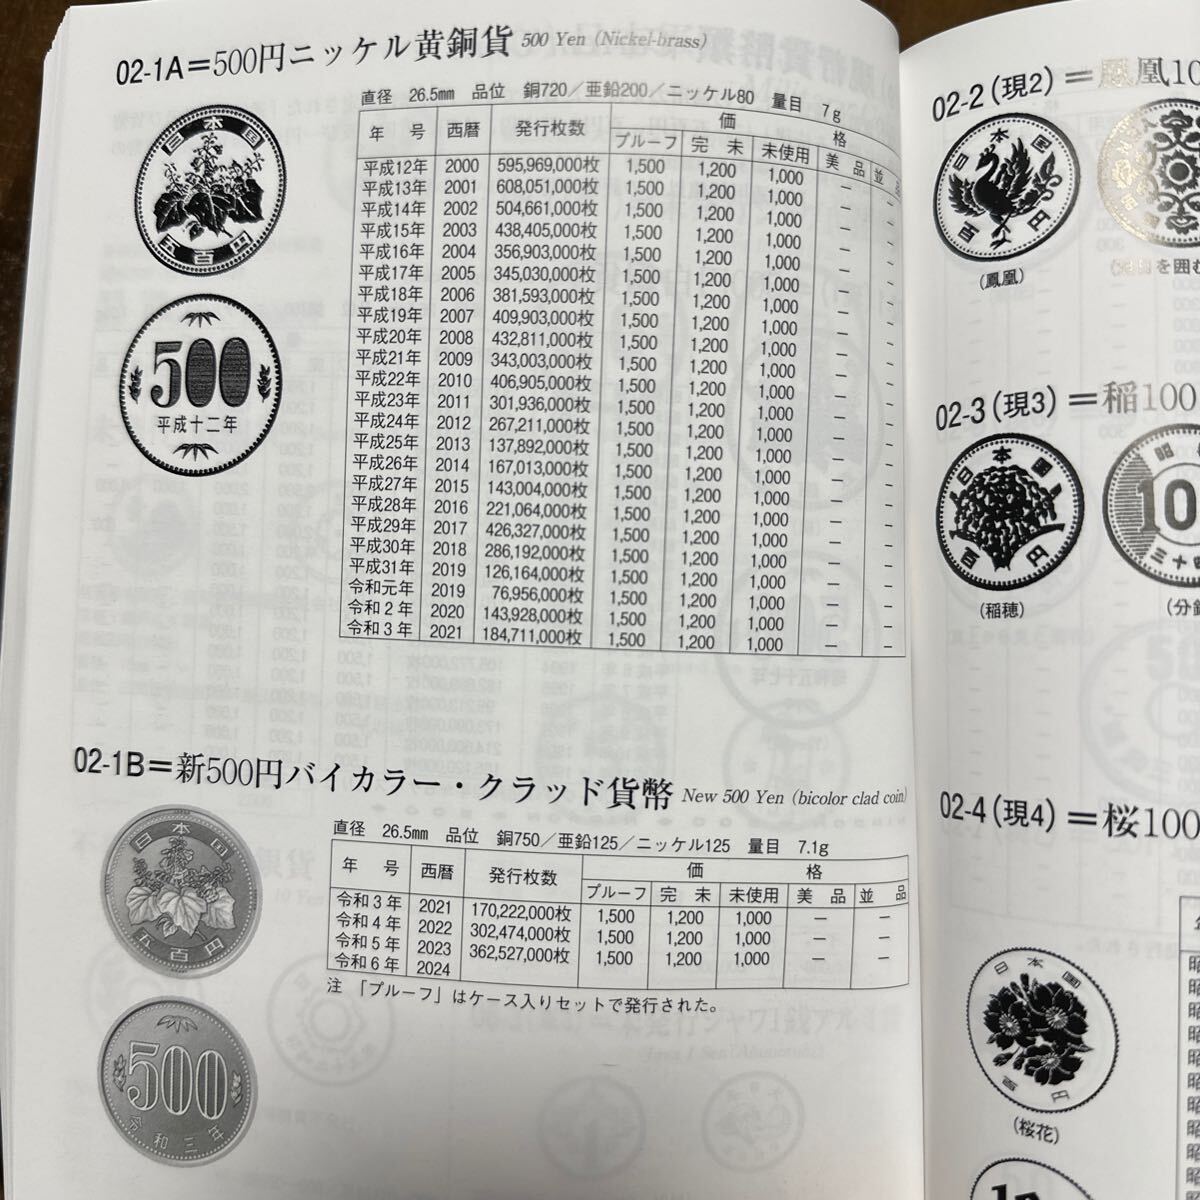 02-1A＝500円ニッケル黄銅貨 500 Yen (Nickel-brass)
直径 26.5㎜ 品位 銅720／亜鉛200／ニッケル80 量目 7g
年 号 西暦 発行枚数 価 格
プルーフ 完 未 未使用 美 品 並
平成12年 2000 595,969,000枚 1,500 1,200 1,000 － －
平成13年 2001 608,051,000枚 1,500 1,200 1,000 － －
平成14年 2002 504,661,000枚 1,500 1,200 1,000 － －
平成15年 2003 438,405,000枚 1,500 1,200 1,000 － －
平成16年 2004 356,903,000枚 1,500 1,200 1,000 － －
平成17年 2005 345,030,000枚 1,500 1,200 1,000 － －
平成18年 2006 381,593,000枚 1,500 1,200 1,000 － －
平成19年 2007 409,903,000枚 1,500 1,200 1,000 － －
平成20年 2008 432,811,000枚 1,500 1,200 1,000 － －
平成21年 2009 343,003,000枚 1,500 1,200 1,000 － －
平成22年 2010 406,905,000枚 1,500 1,200 1,000 － －
平成23年 2011 301,936,000枚 1,500 1,200 1,000 － －
平成24年 2012 267,211,000枚 1,500 1,200 1,000 － －
平成25年 2013 137,892,000枚 1,500 1,200 1,000 － －
平成26年 2014 167,013,000枚 1,500 1,200 1,000 － －
平成27年 2015 143,004,000枚 1,500 1,200 1,000 － －
平成28年 2016 221,064,000枚 1,500 1,200 1,000 － －
平成29年 2017 426,327,000枚 1,500 1,200 1,000 － －
平成30年 2018 286,192,000枚 1,500 1,200 1,000 － －
平成31年 2019 126,164,000枚 1,500 1,200 1,000 － －
令和元年 2019 76,956,000枚 1,500 1,200 1,000 － －
令和２年 2020 143,928,000枚 1,500 1,200 1,000 － －
令和３年 2021 184,711,000枚 1,500 1,200 1,000 － －
日本国
五百円
500
平成十二年
02-1B＝新500円バイカラー・クラッド貨幣 New 500 Yen (bicolor clad coin)
直径 26.5㎜ 品位 銅750／亜鉛125／ニッケル125 量目 7.1g
年 号 西暦 発行枚数 価 格
プルーフ 完 未 未使用 美 品 並 品
令和３年 2021 170,222,000枚 1,500 1,200 1,000 － －
令和４年 2022 302,474,000枚 1,500 1,200 1,000 － －
令和５年 2023 362,527,000枚 1,500 1,200 1,000 － －
令和６年 2024
注 「プルーフ」はケース入りセットで発行された。
日本国
五百円
500
令和三年
02-2(現2)＝鳳凰10
日本国
百円
(鳳凰)
を囲む
02-3(現3)＝稲100
日本国
百円
昭
10
三十四
(稲穂)
(分
02-4(現4)＝桜100
日本国
百円
(桜花)
昭
昭
昭
昭
昭
昭
昭
昭
昭
昭